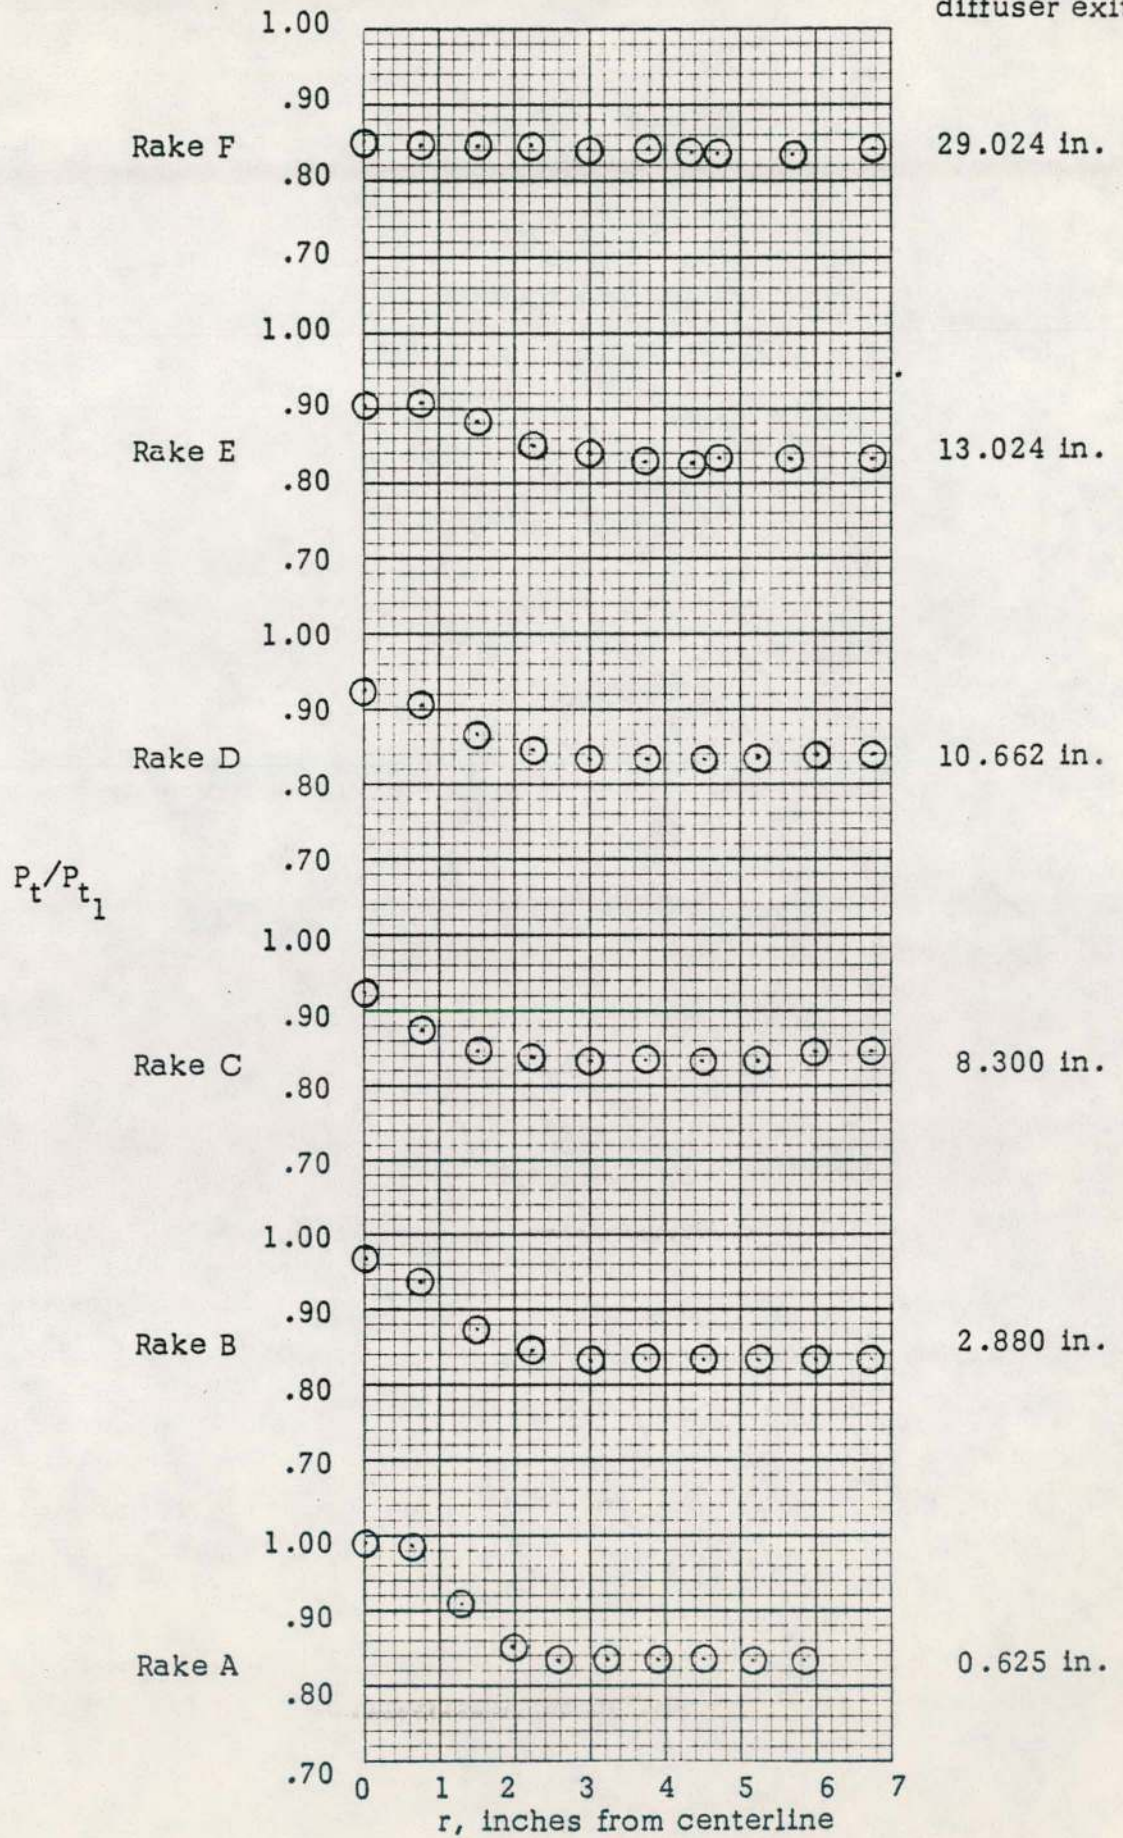 diffuser exit
1.00
.90
Rake F
29.024 in.
.80
.70
1.00
.90
Rake E
13.024 in.
.80
.70
1.00
.90
Rake D
10.662 in.
.80
.70
Pt/Pt1
1.00
.90
Rake C
8.300 in.
.80
.70
1.00
.90
Rake B
2.880 in.
.80
.70
1.00
.90
Rake A
0.625 in.
.80
.70
0 1 2 3 4 5 6 7
r, inches from centerline